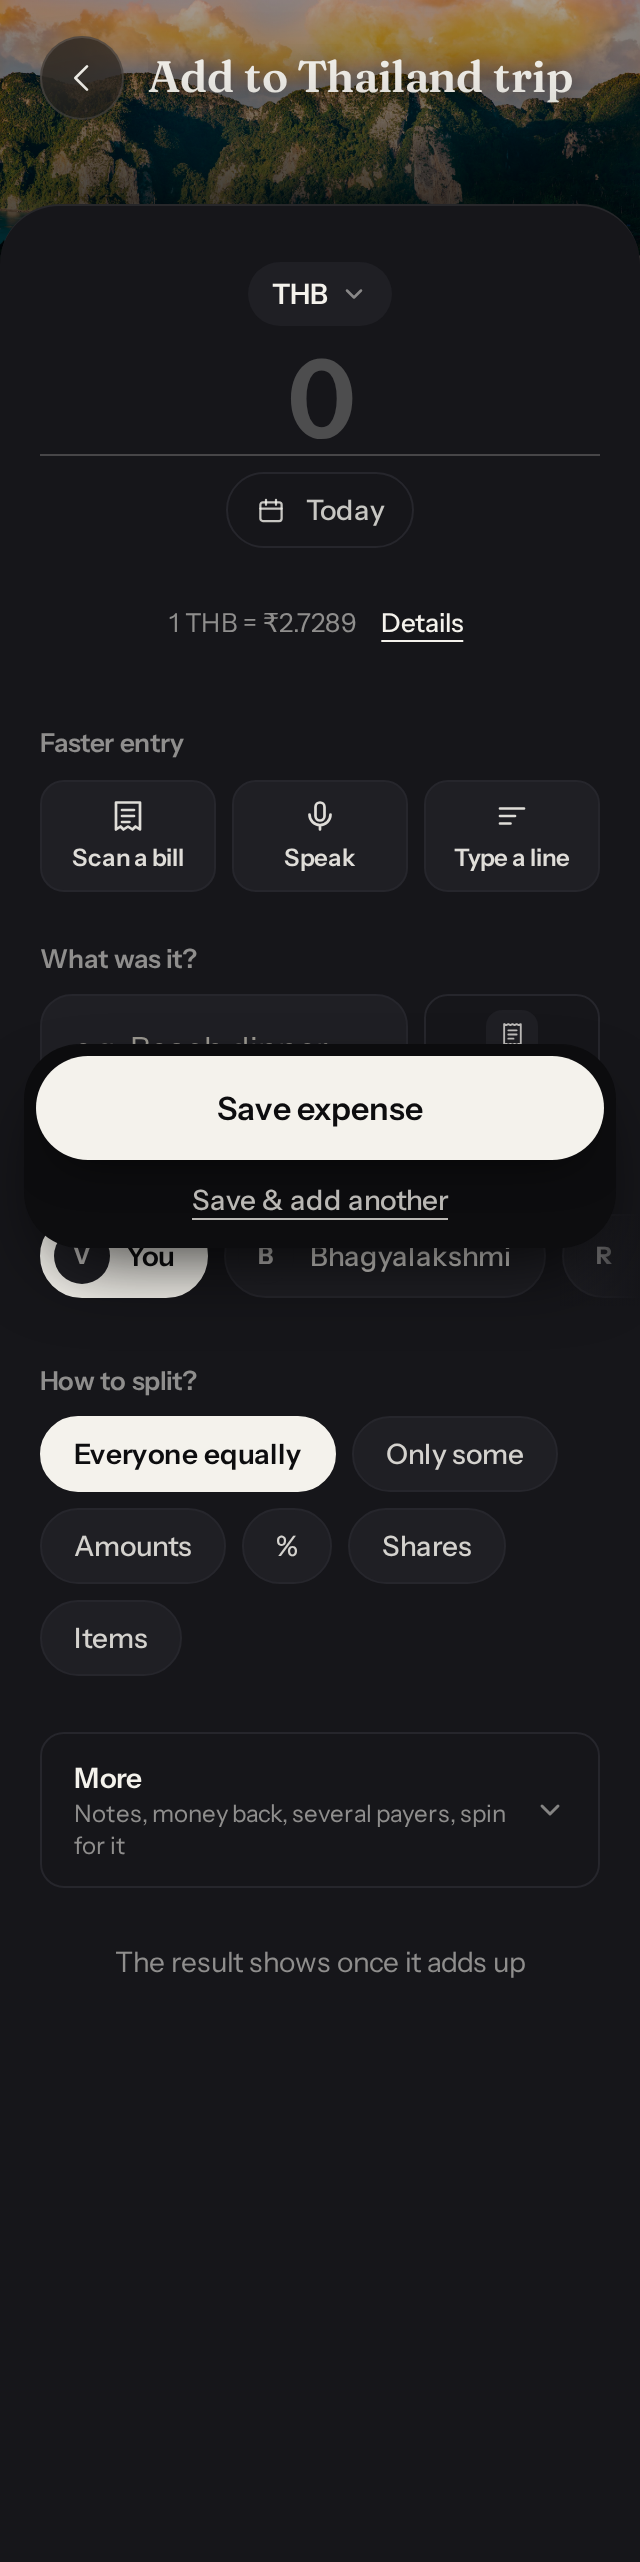 Add to Thailand trip
THB
0
Today
1 THB = ₹2.7289 Details
Faster entry
Scan a bill
Speak
Type a line
What was it?
Save expense
Save & add another
V You
B Bhagyalakshmi
R
How to split?
Everyone equally
Only some
Amounts
%
Shares
Items
More
Notes, money back, several payers, spin
for it
The result shows once it adds up